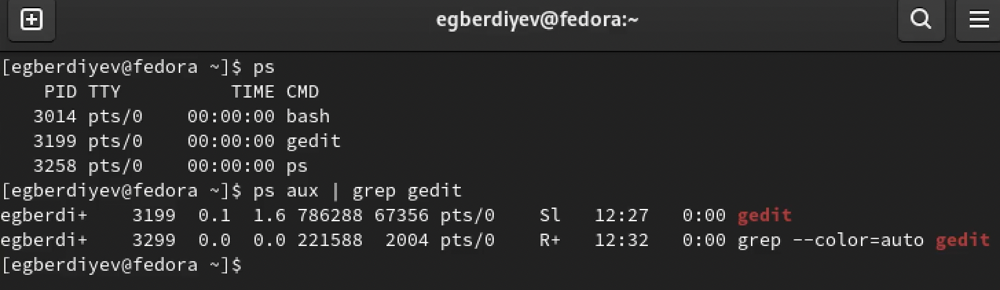 egberdiyev@fedora:~
[egberdiyev@fedora ~]$ ps
    PID TTY          TIME CMD
   3014 pts/0    00:00:00 bash
   3199 pts/0    00:00:00 gedit
   3258 pts/0    00:00:00 ps
[egberdiyev@fedora ~]$ ps aux | grep gedit
egberdi+    3199  0.1  1.6 786288 67356 pts/0    Sl   12:27   0:00 gedit
egberdi+    3299  0.0  0.0 221588  2004 pts/0    R+   12:32   0:00 grep --color=auto gedit
[egberdiyev@fedora ~]$